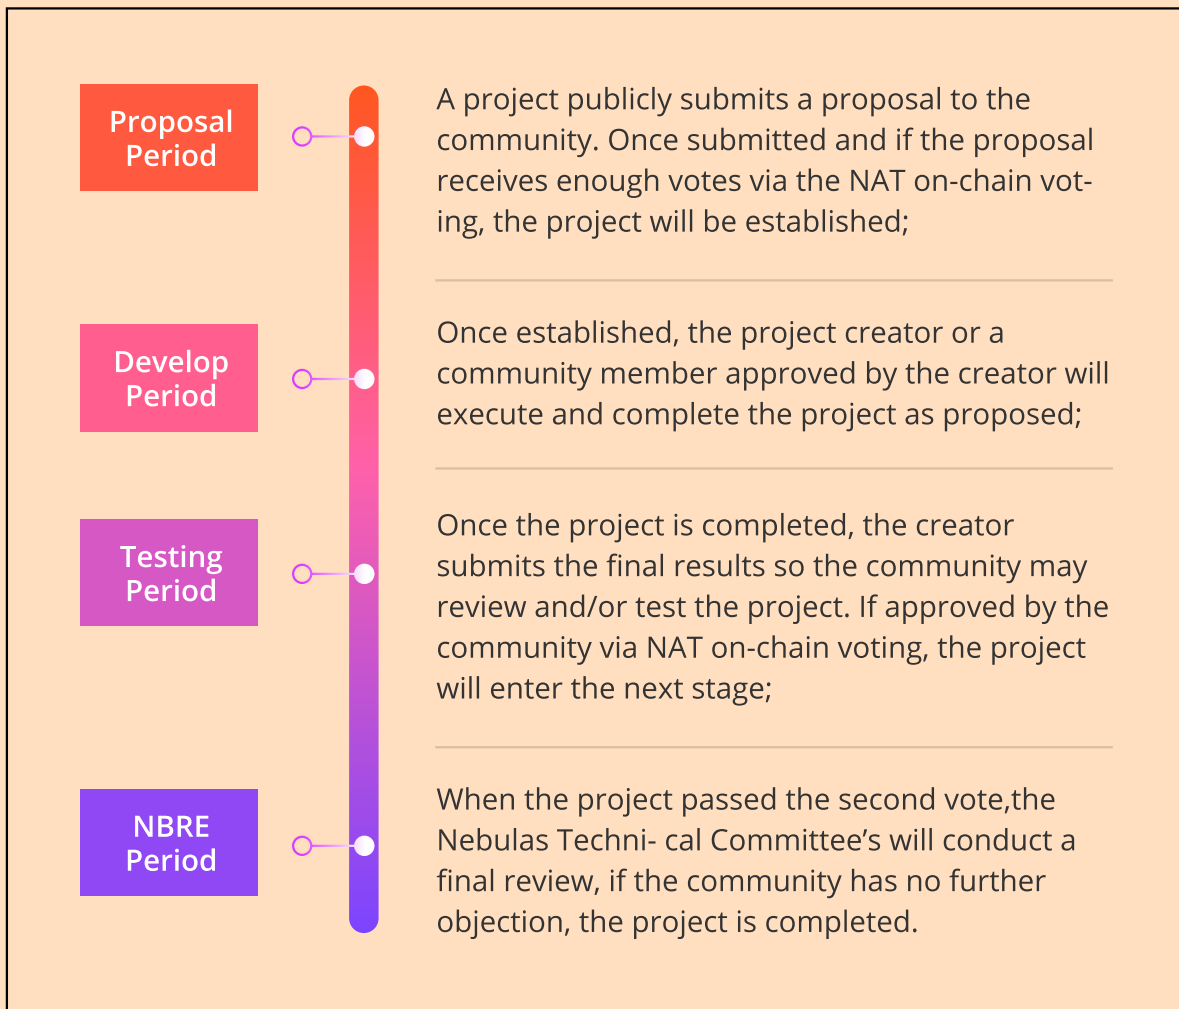 Proposal
Period
A project publicly submits a proposal to the
community. Once submitted and if the proposal
receives enough votes via the NAT on-chain vot-
ing, the project will be established;
Develop
Period
Once established, the project creator or a
community member approved by the creator will
execute and complete the project as proposed;
Testing
Period
Once the project is completed, the creator
submits the final results so the community may
review and/or test the project. If approved by the
community via NAT on-chain voting, the project
will enter the next stage;
NBRE
Period
When the project passed the second vote,the
Nebulas Techni- cal Committee’s will conduct a
final review, if the community has no further
objection, the project is completed.